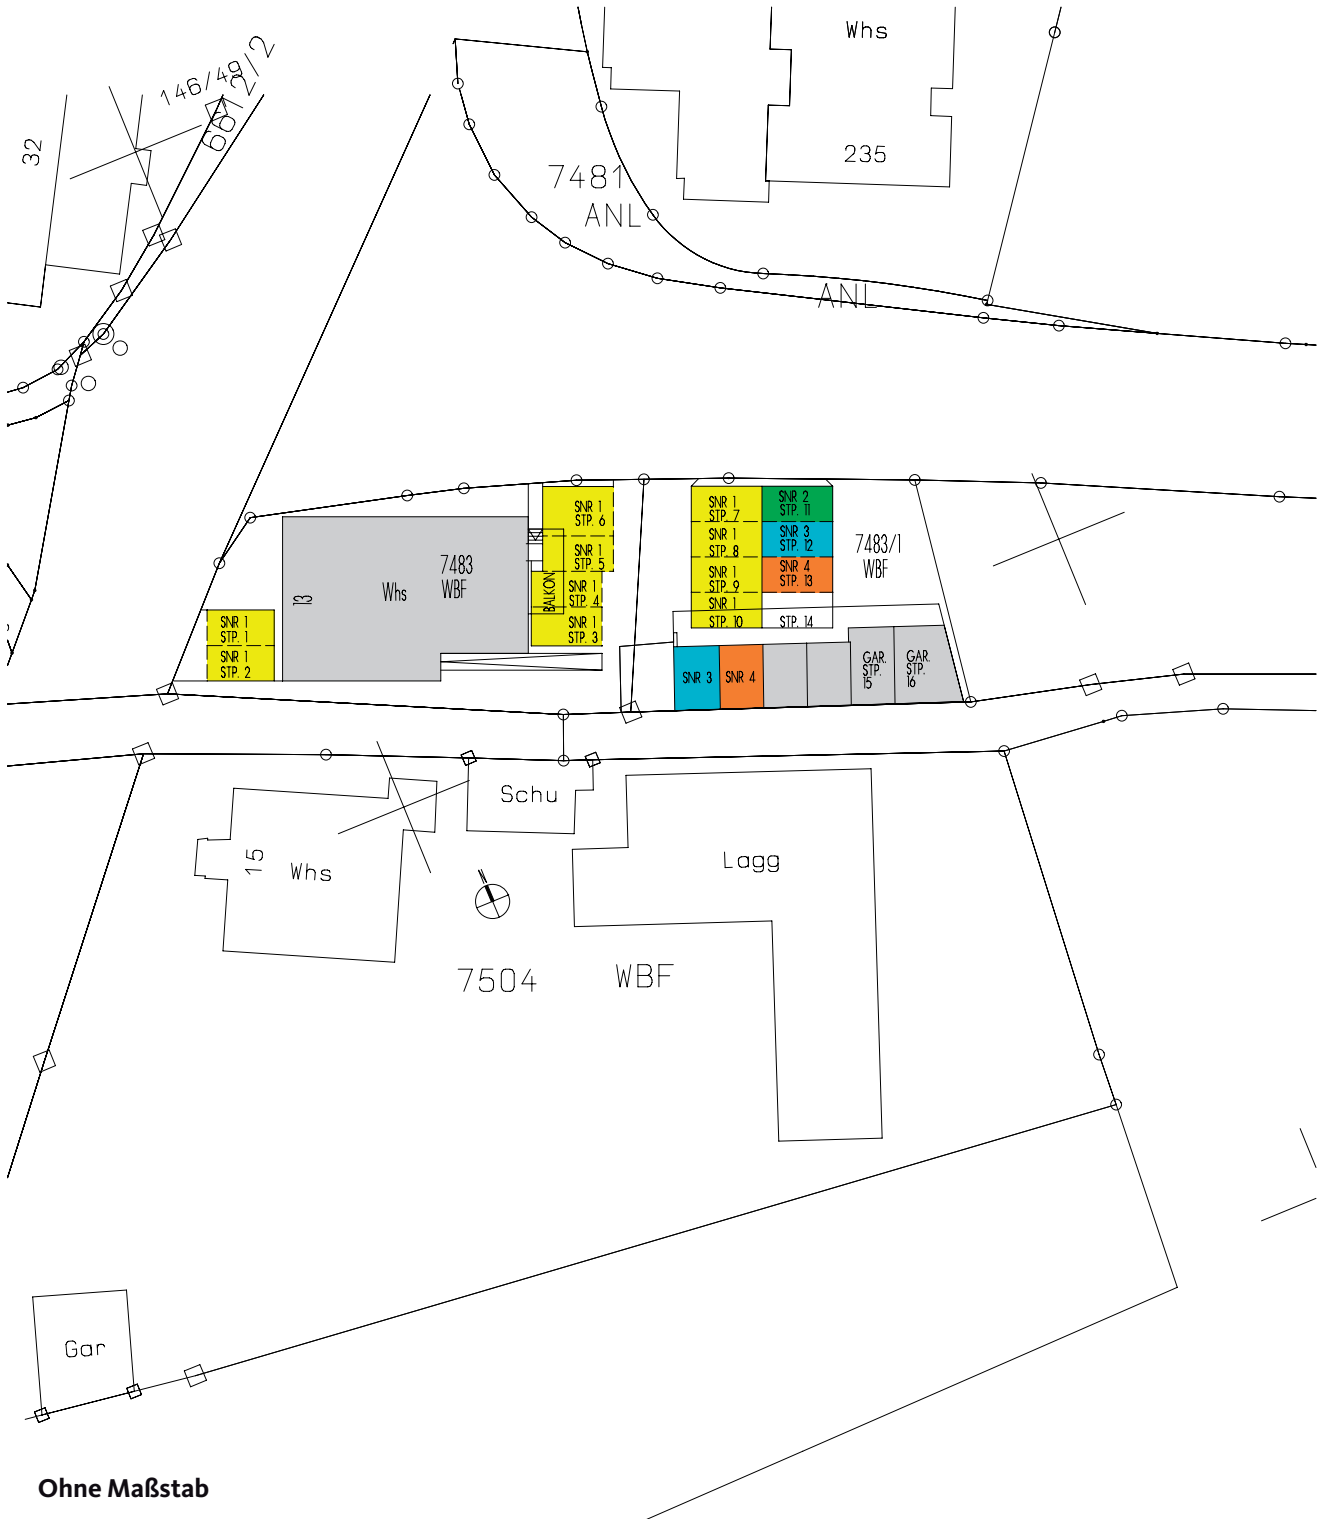 Whs
146/49
661/2/2
32
235
7481
ANL
ANL
SNR 1
STP. 6
SNR 1
STP. 5
SNR 1
STP. 4
SNR 1
STP. 3
BALKON
SNR 1
STP. 7
SNR 1
STP. 8
SNR 1
STP. 9
SNR 1
STP. 10
SNR 2
STP. 11
SNR 3
STP. 12
SNR 4
STP. 13
STP. 14
7483/1
WBF
7483
WBF
Whs
13
SNR 1
STP. 1
SNR 1
STP. 2
SNR 3
SNR 4
GAR.
STP.
15
GAR.
STP.
16
Schu
15
Whs
Lagg
7504
WBF
Gar
Ohne Maßstab